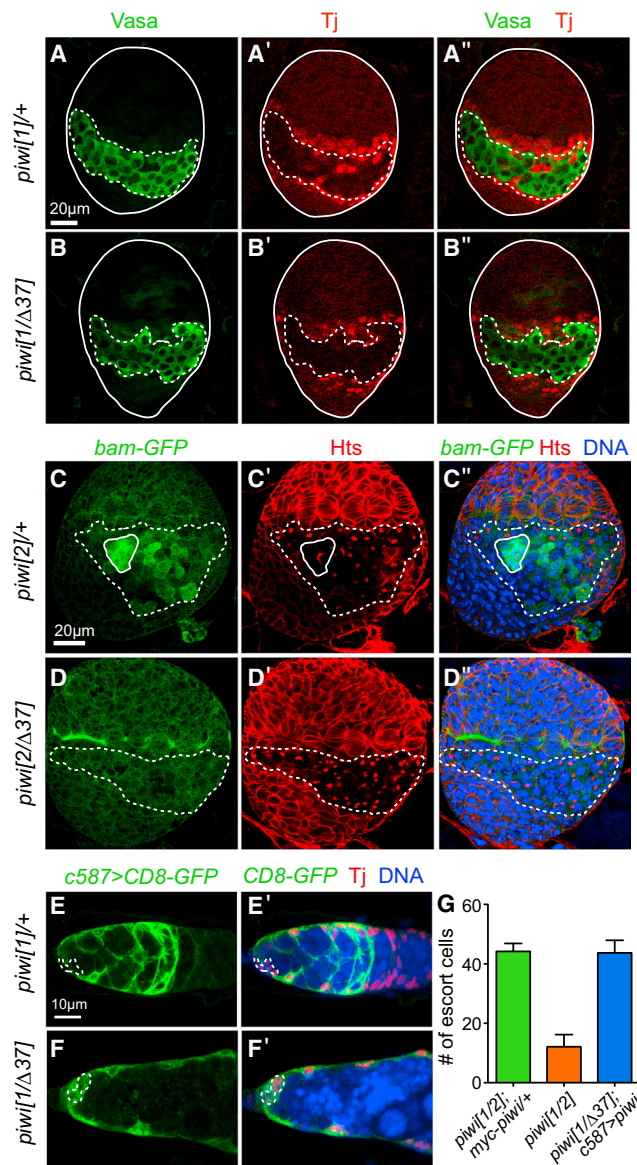 Vasa
Tj
Vasa Tj
piwi[1]/+
A
A'
A"
20µm
piwi[1/Δ37]
B
B'
B"
bam-GFP
Hts
bam-GFP Hts DNA
piwi[2]/+
C
C'
C"
20µm
piwi[2/Δ37]
D
D'
D"
c587>CD8-GFP
CD8-GFP Tj DNA
piwi[1]/+
E
E'
10µm
piwi[1/Δ37]
F
F'
G
# of escort cells
60
40
20
0
piwi[1/2];
myc-piwi/+
piwi[1/2]
piwi[1/Δ37];
c587>piwi